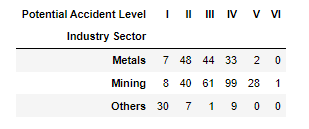 Potential Accident Level I II III IV V VI
Industry Sector
Metals 7 48 44 33 2 0
Mining 8 40 61 99 28 1
Others 30 7 1 9 0 0